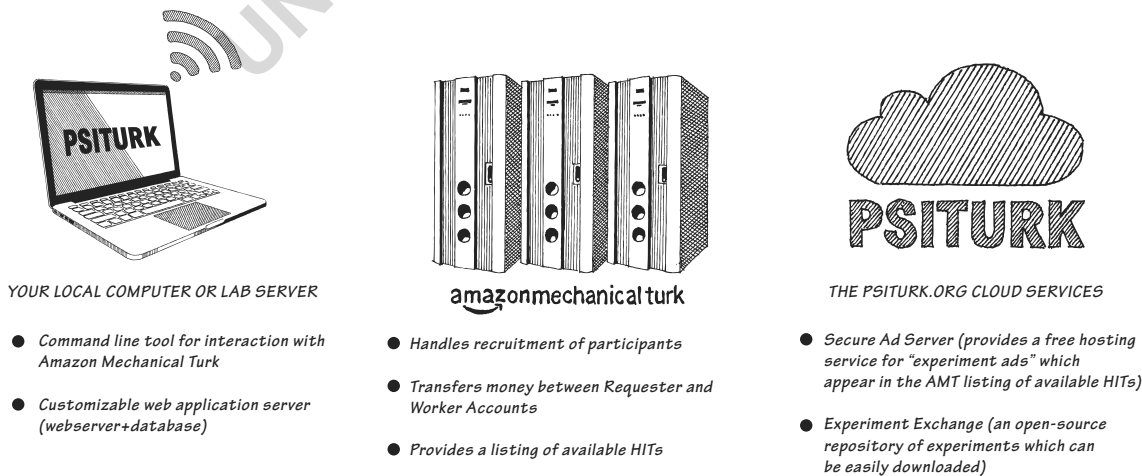 PSITURK
YOUR LOCAL COMPUTER OR LAB SERVER
● Command line tool for interaction with
Amazon Mechanical Turk
● Customizable web application server
(webserver+database)
amazonmechanical turk
● Handles recruitment of participants
● Transfers money between Requester and
Worker Accounts
● Provides a listing of available HITs
PSITURK
THE PSITURK.ORG CLOUD SERVICES
● Secure Ad Server (provides a free hosting
service for “experiment ads” which
appear in the AMT listing of available HITs)
● Experiment Exchange (an open-source
repository of experiments which can
be easily downloaded)